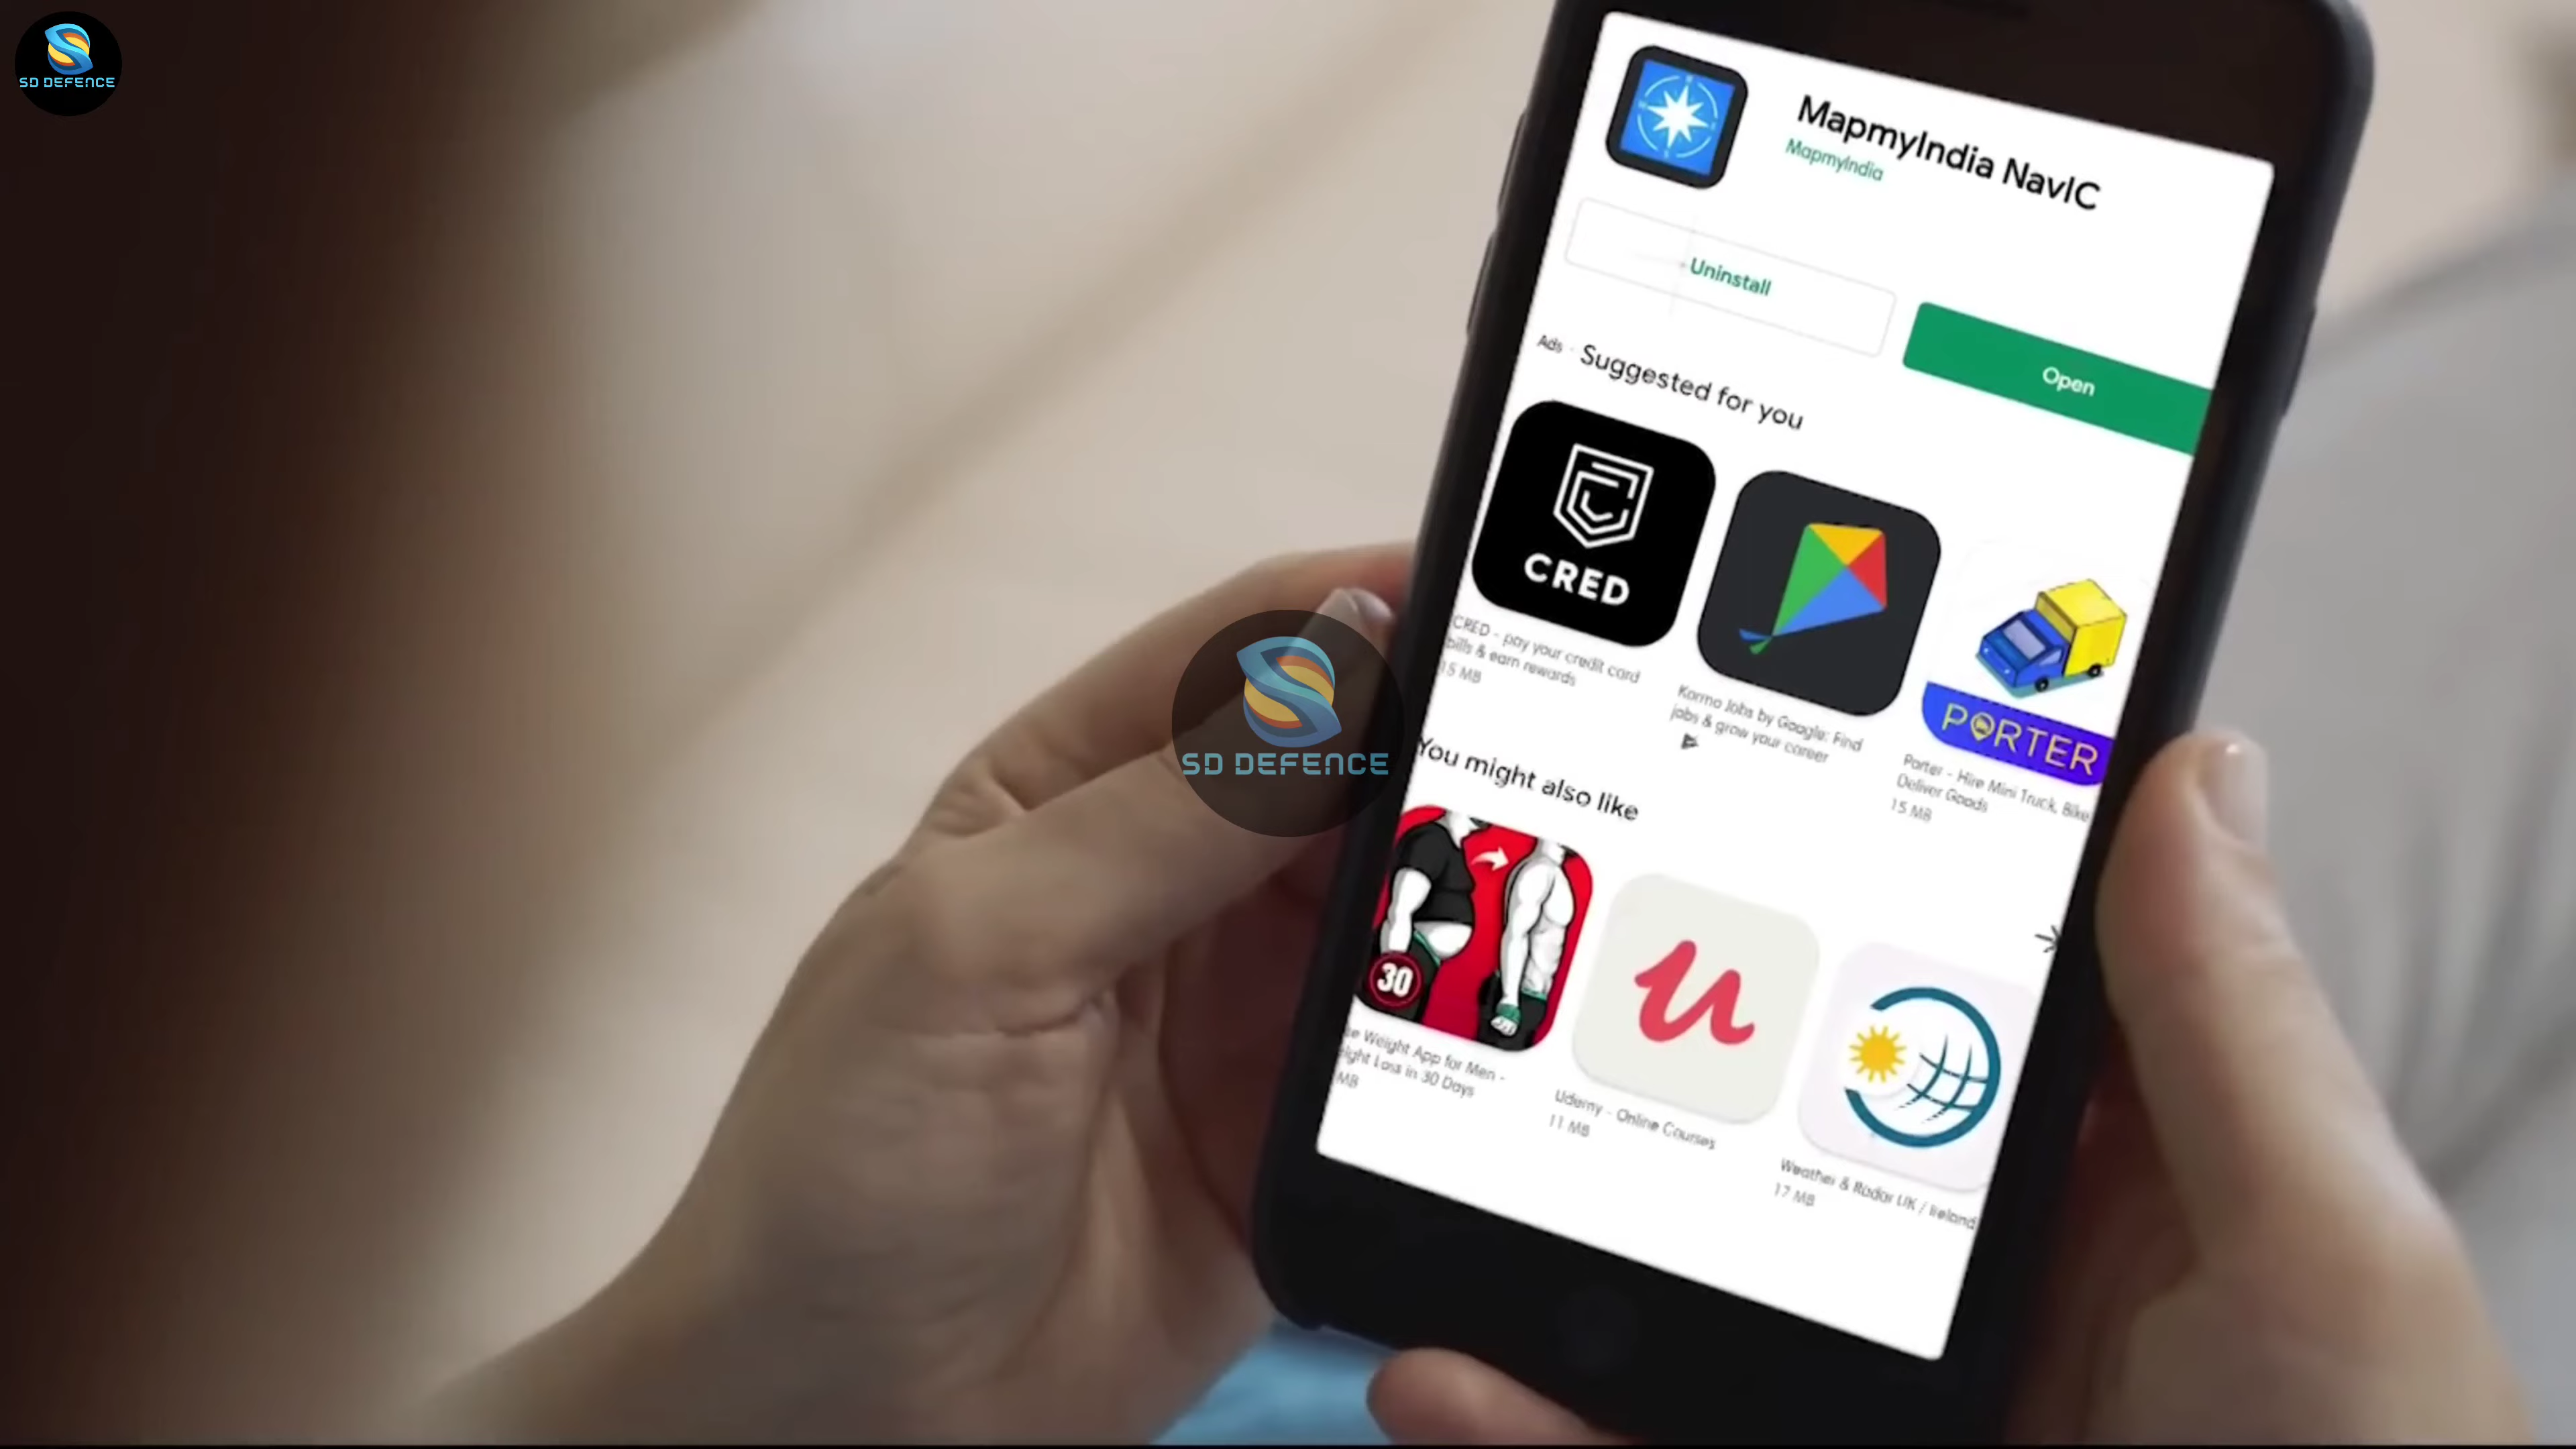 SD DEFENCE
MapmyIndia NavIC
MapmyIndia
Uninstall
Open
Ads · Suggested for you
CRED
CRED - pay your credit card
bills & earn rewards
15 MB
Kormo Jobs by Google: Find
jobs & grow your career
PORTER
Porter - Hire Mini Truck, Bike
Deliver Goods
15 MB
SD DEFENCE
You might also like
30
Weight App for Men -
Loss in 30 Days
MB
Udemy - Online Courses
11 MB
Weather & Radar UK / Ireland
17 MB